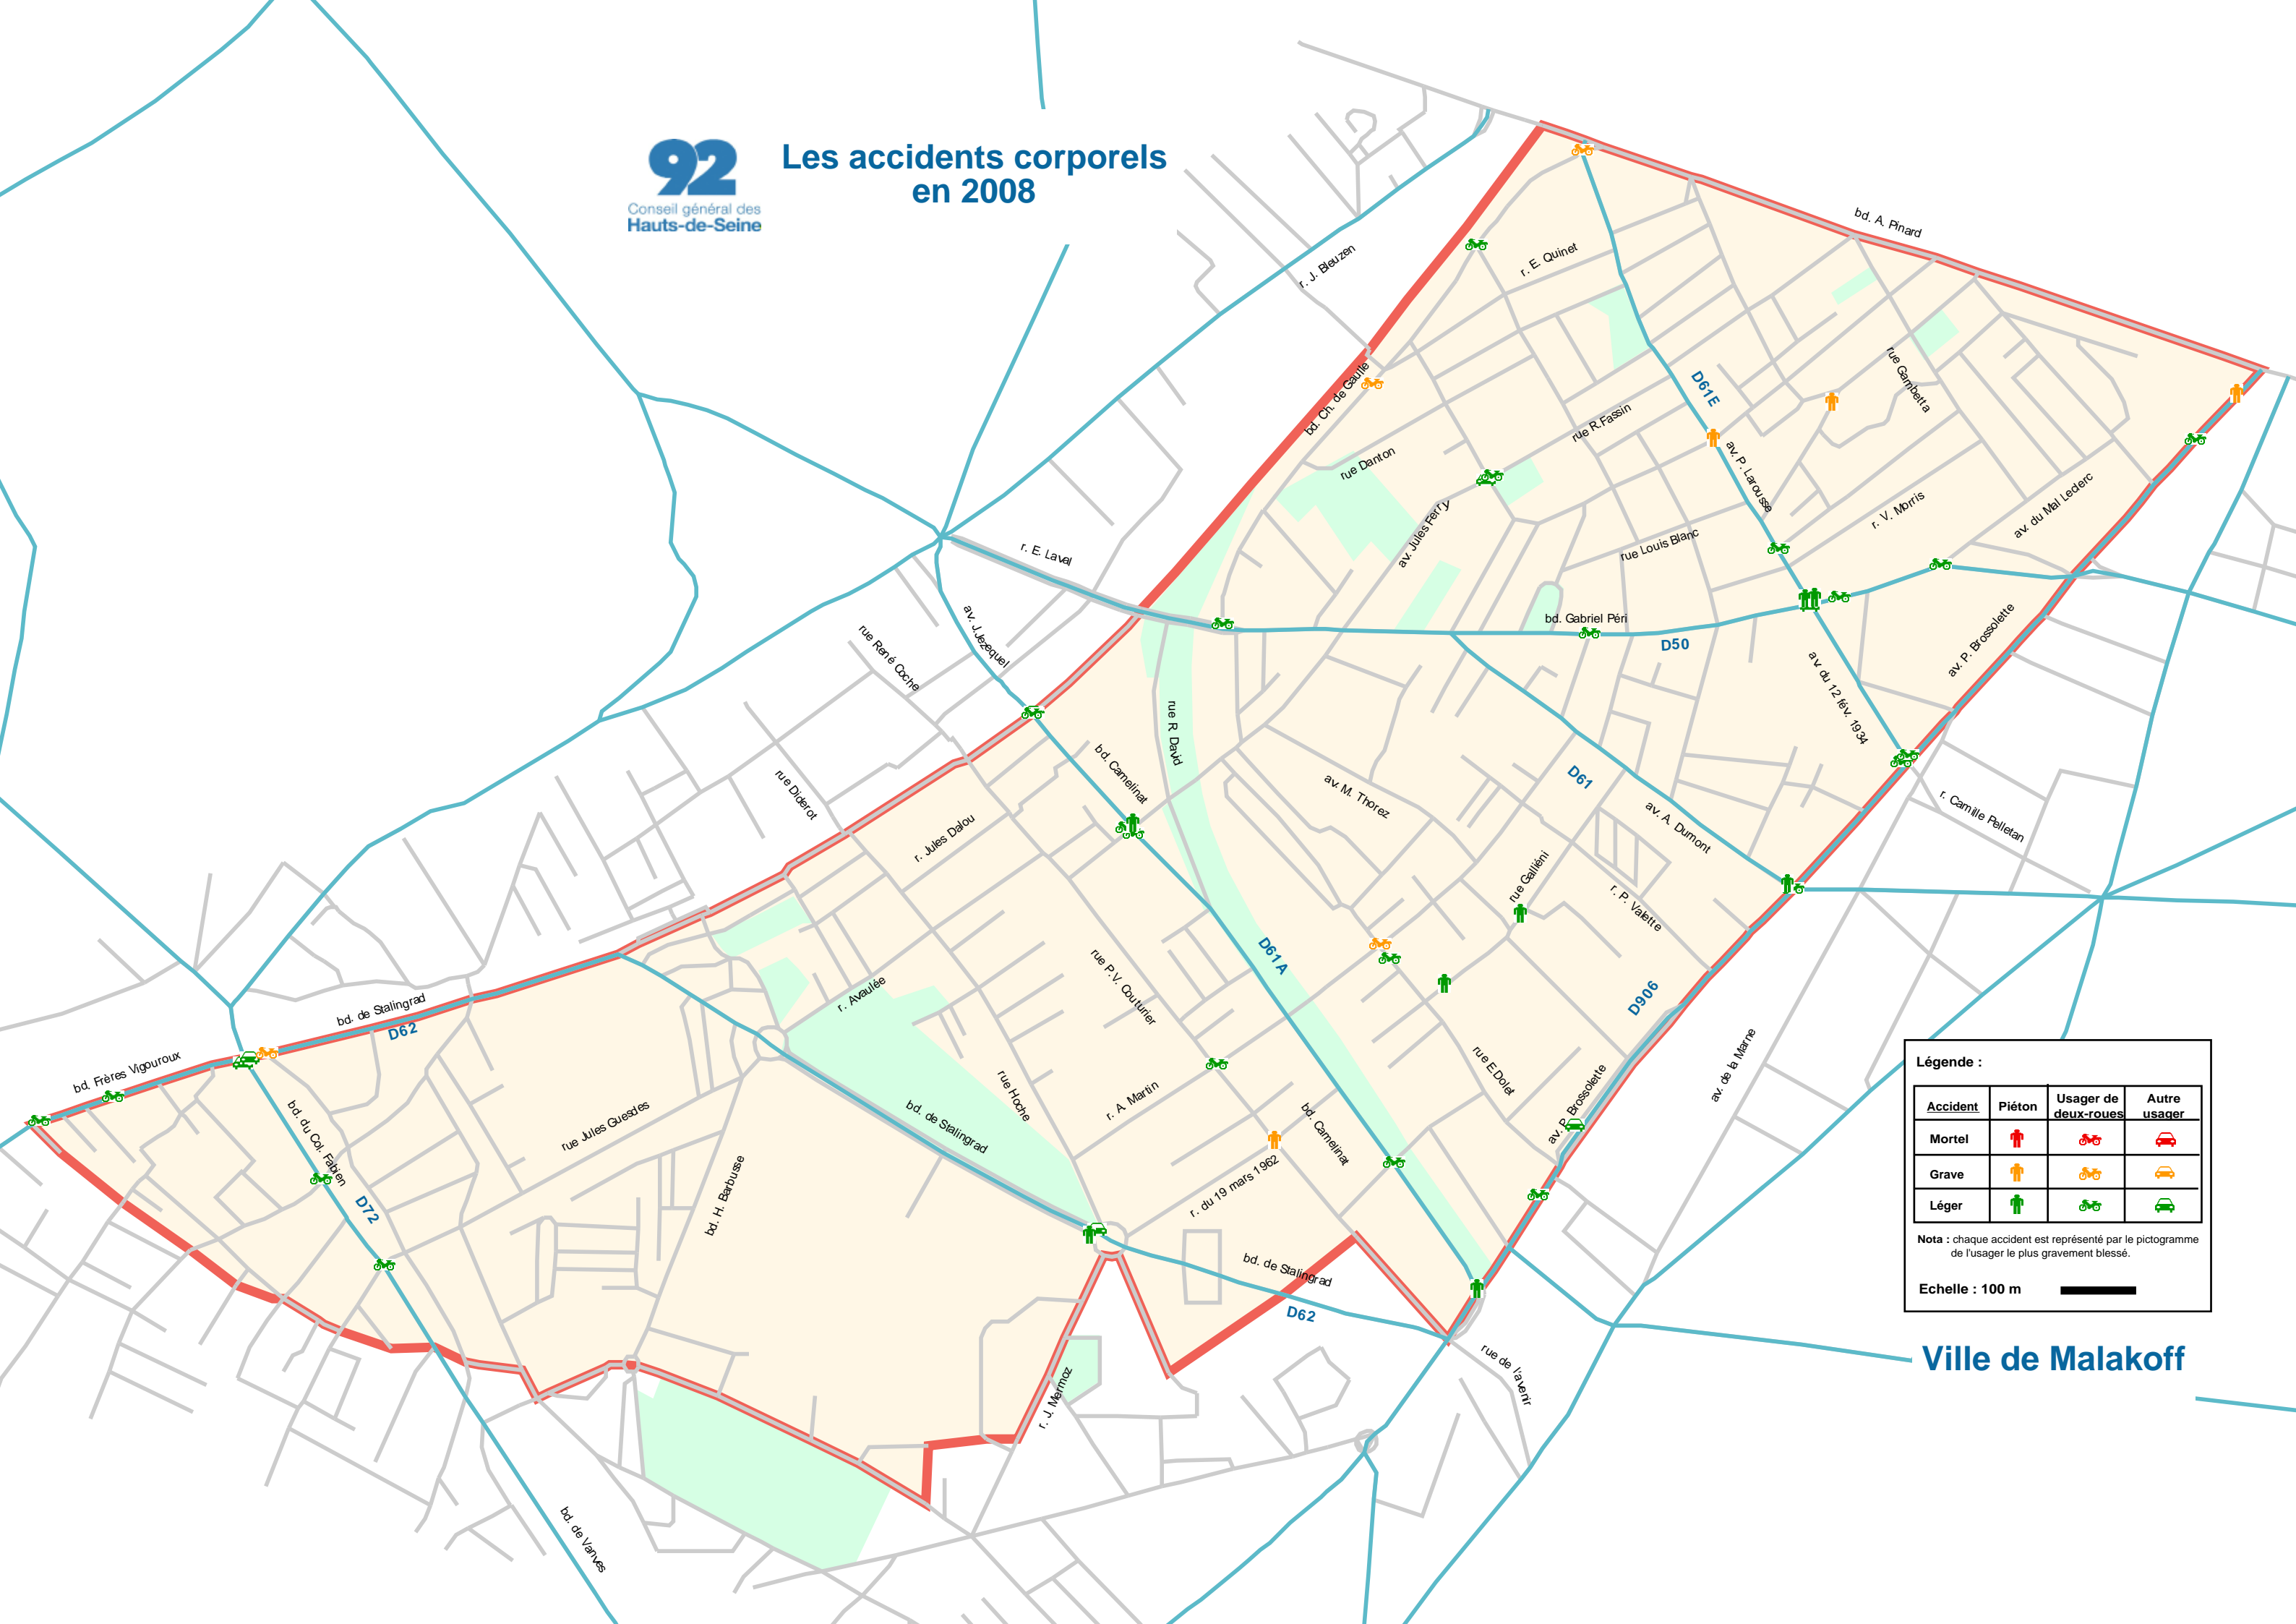 Les accidents corporels
en 2008
92
Conseil général des
Hauts-de-Seine
bd. A. Pinard
r. J. Bleuzen
r. E. Quinet
bd. Ch. de Gaulle
D61E
rue Gambetta
rue R.Fassin
rue Danton
av. P. Larousse
av. Jules Ferry
r. V. Morris
av. du Mal Leclerc
rue Louis Blanc
r. E. Laval
bd. Gabriel Péri
D50
av. J.Jezequel
rue René Coche
av. P. Brossolette
av. du 12 fév. 1934
rue R. David
bd. Camelinat
rue Diderot
av. M. Thorez
D61
r. Jules Dalou
av. A. Dumont
r. Camille Pelletan
rue Galliéni
r. P. Valette
D61A
rue P.V. Couturier
r. Avaulée
bd. de Stalingrad
D62
D906
bd. Frères Vigouroux
rue E.Dolet
av. de la Marne
rue Hoche
r. A. Martin
av. P. Brossolette
bd. du Col. Fabien
rue Jules Guesdes
bd. de Stalingrad
bd. Camelinat
D72
bd. H. Barbusse
r. du 19 mars 1962
bd. de Stalingrad
D62
rue de l'avenir
r. J. Mermoz
bd. de Vanves
Légende :
Accident Piéton Usager de deux-roues Autre usager
Mortel
Grave
Léger
Nota : chaque accident est représenté par le pictogramme
de l'usager le plus gravement blessé.
Echelle : 100 m
Ville de Malakoff